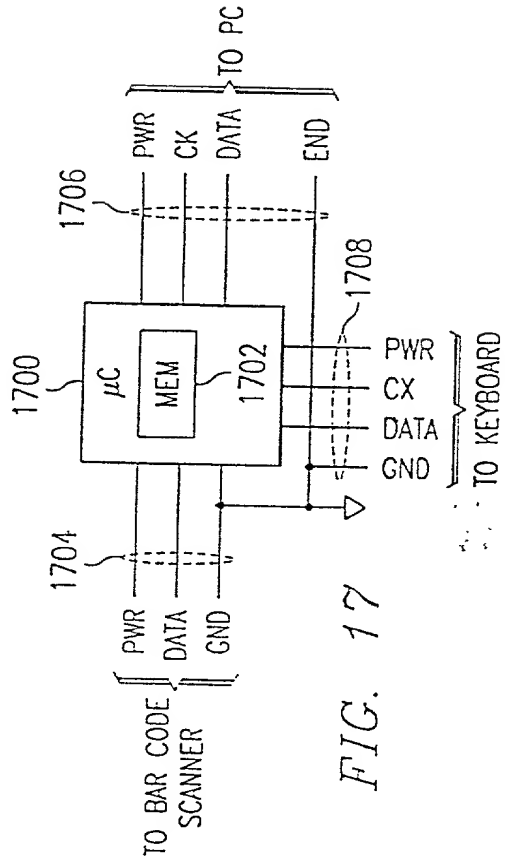 1700
1706
1704
µC
MEM
1702
PWR
DATA
GND
TO BAR CODE
SCANNER
PWR
CK
DATA
END
TO PC
1708
PWR
CX
DATA
GND
TO KEYBOARD
FIG. 17